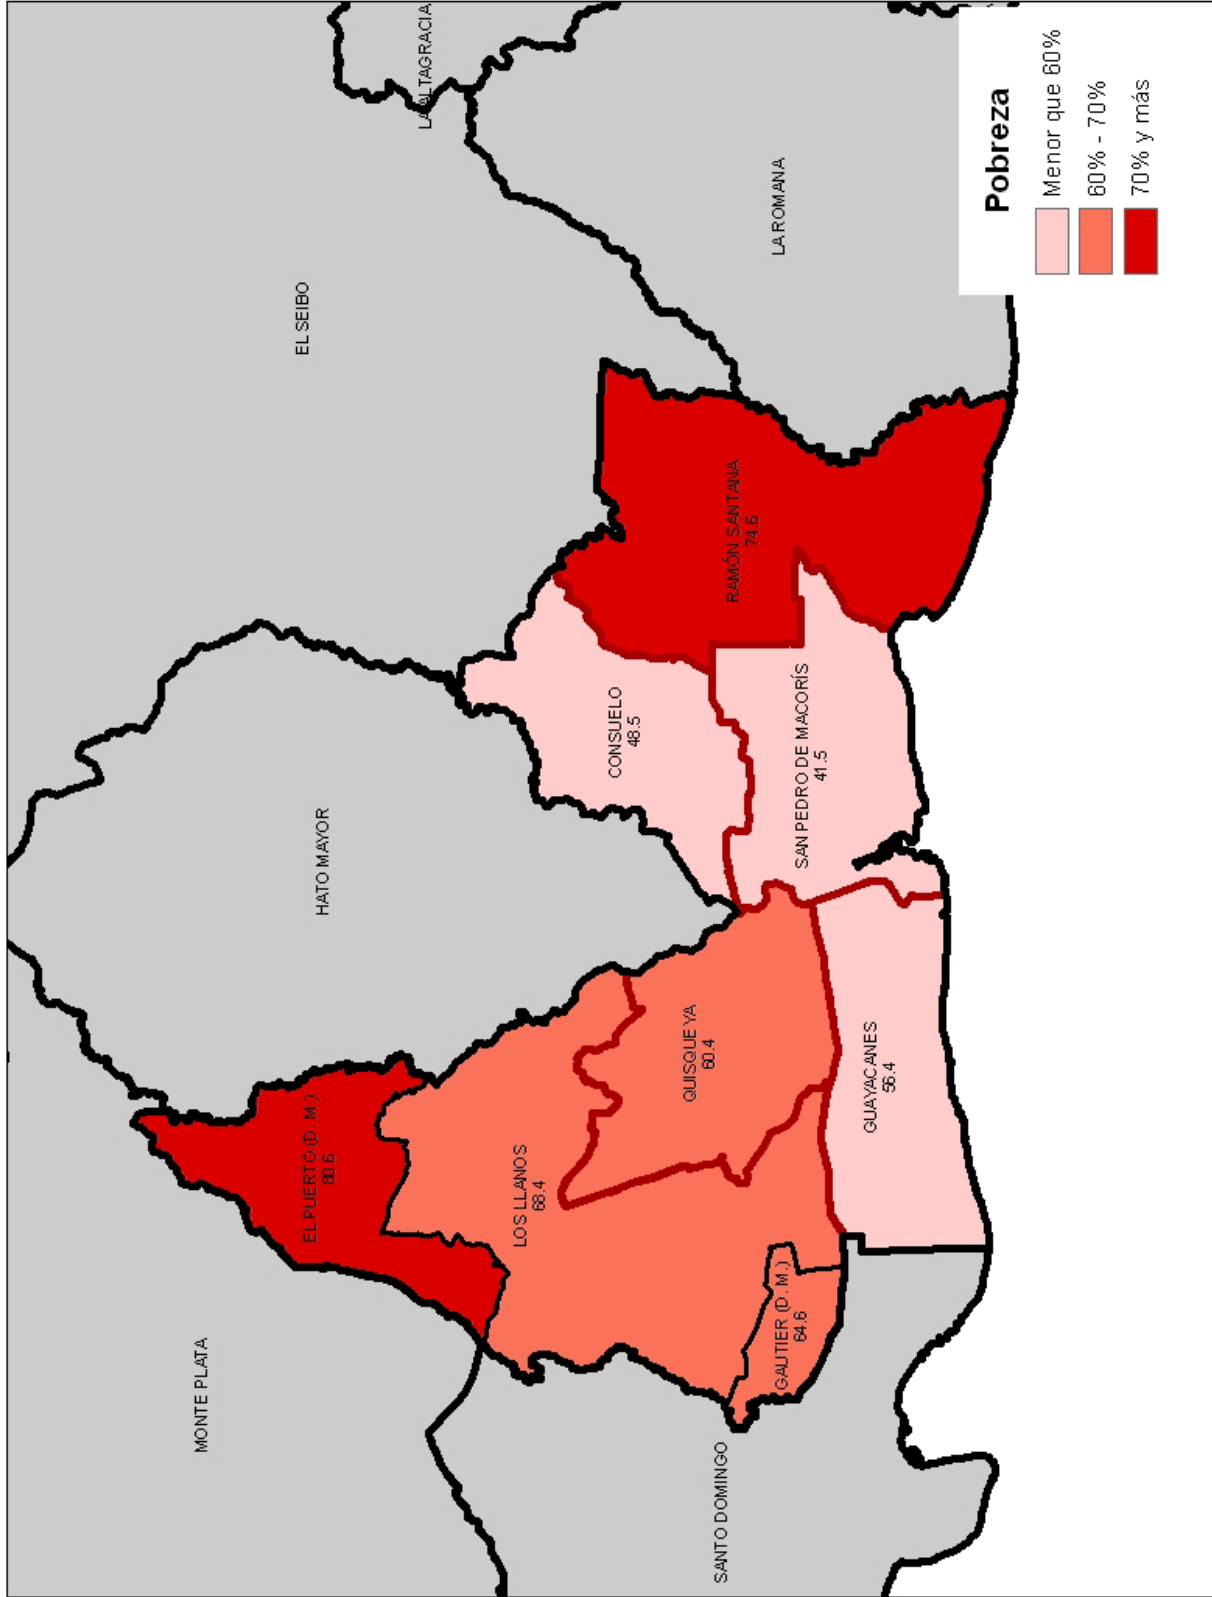 LA ALTAGRACIA
EL SEIBO
LA ROMANA
HATO MAYOR
MONTE PLATA
SANTO DOMINGO
EL PUERTO (D. M.)
80.6
LOS LLANOS
68.4
QUISQUEYA
60.4
CONSUELO
48.5
RAMÓN SANTANA
74.6
SAN PEDRO DE MACORÍS
41.5
GUAYACANES
56.4
GAUTIER (D. M.)
64.6
Pobreza
Menor que 60%
60% - 70%
70% y más